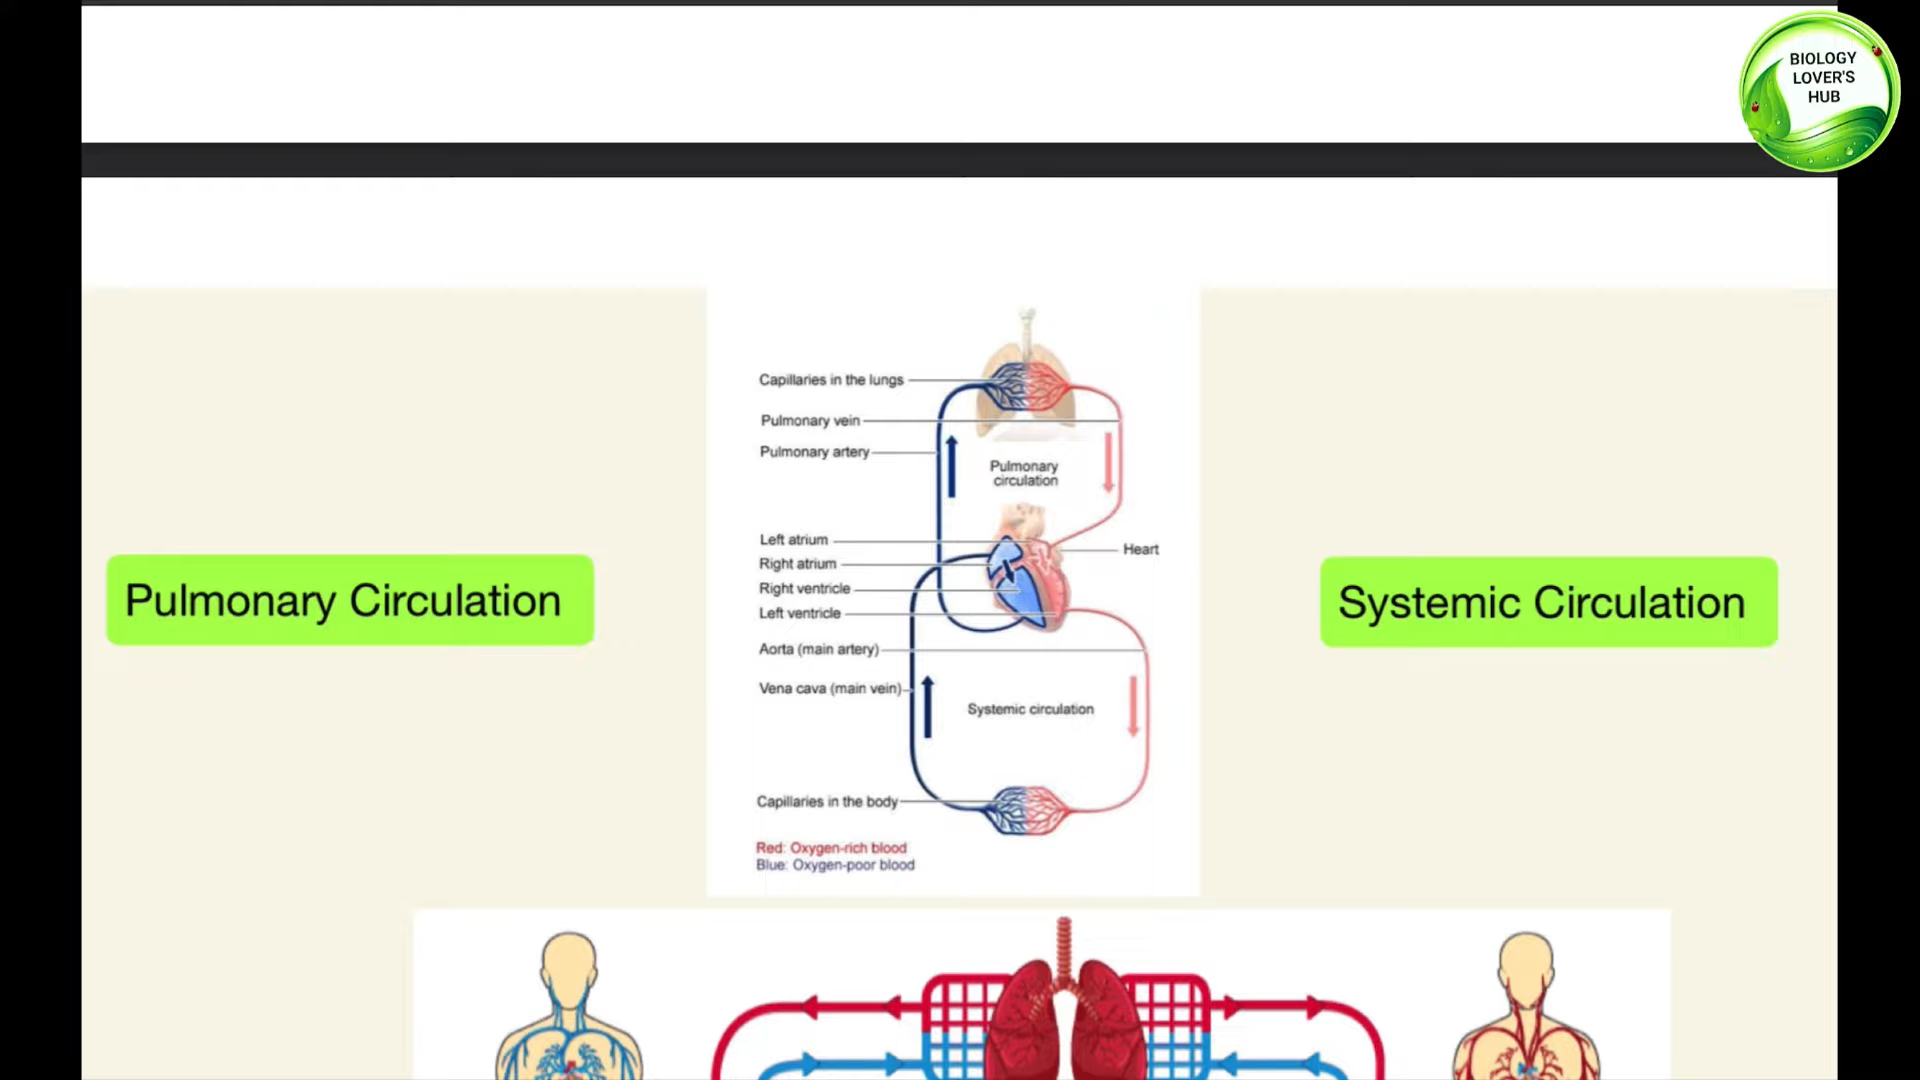 BIOLOGY
LOVER'S
HUB
Capillaries in the lungs
Pulmonary vein
Pulmonary artery
Pulmonary
circulation
Left atrium
Heart
Right atrium
Right ventricle
Left ventricle
Pulmonary Circulation
Systemic Circulation
Aorta (main artery)
Vena cava (main vein)
Systemic circulation
Capillaries in the body
Red: Oxygen-rich blood
Blue: Oxygen-poor blood